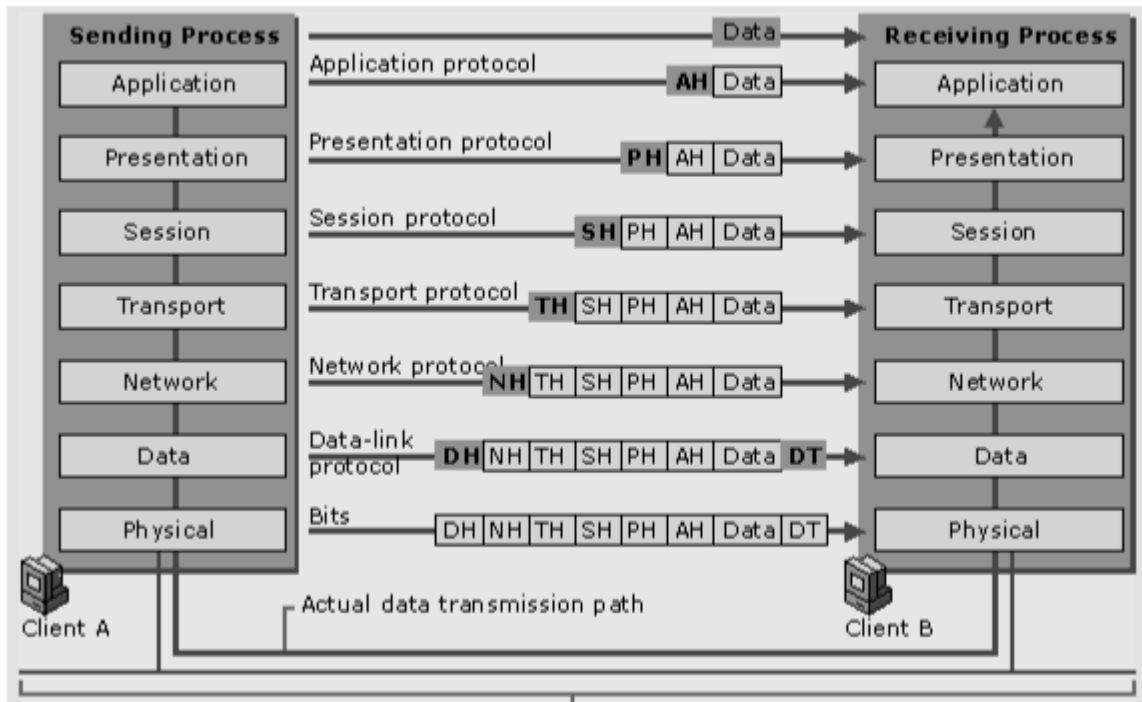 Sending Process
Data
Receiving Process
Application
Application protocol
AH Data
Application
Presentation
Presentation protocol
PH AH Data
Presentation
Session
Session protocol
SH PH AH Data
Session
Transport
Transport protocol
TH SH PH AH Data
Transport
Network
Network protocol
NH TH SH PH AH Data
Network
Data
Data-link
protocol
DH NH TH SH PH AH Data DT
Data
Physical
Bits
DH NH TH SH PH AH Data DT
Physical
Client A
Actual data transmission path
Client B